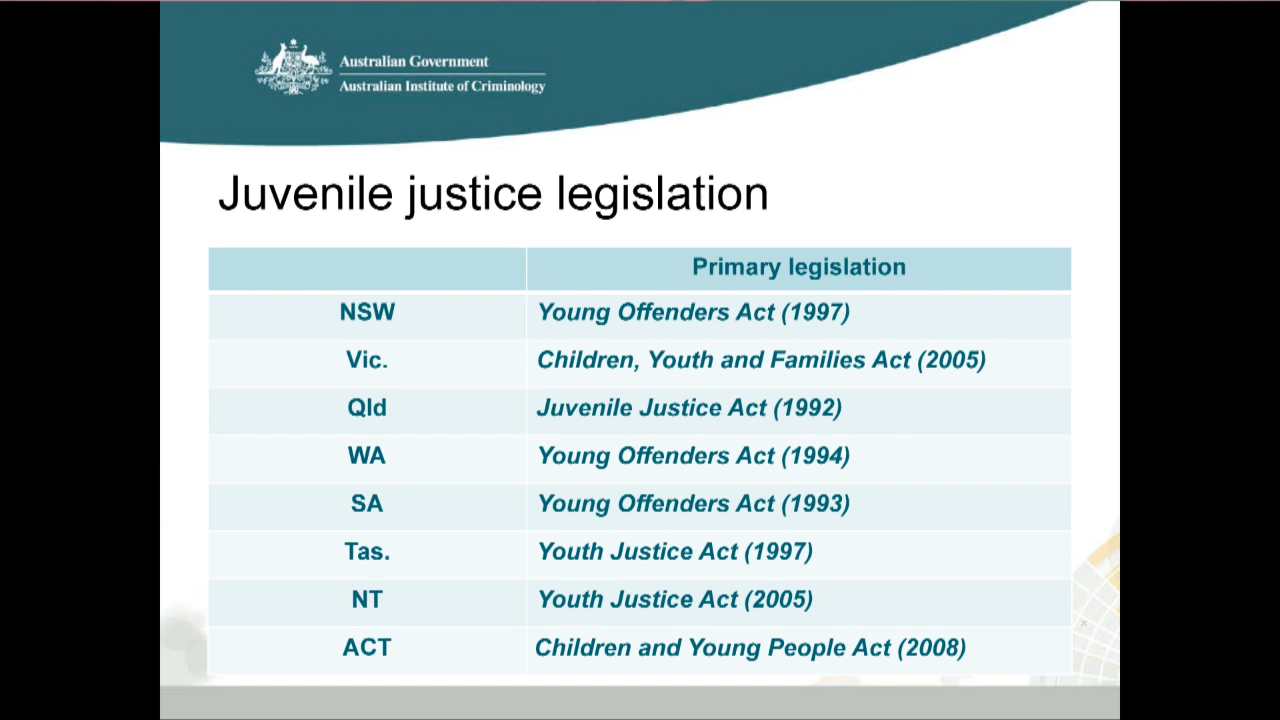 Australian Government
Australian Institute of Criminology
Juvenile justice legislation
Primary legislation
NSW Young Offenders Act (1997)
Vic. Children, Youth and Families Act (2005)
Qld Juvenile Justice Act (1992)
WA Young Offenders Act (1994)
SA Young Offenders Act (1993)
Tas. Youth Justice Act (1997)
NT Youth Justice Act (2005)
ACT Children and Young People Act (2008)